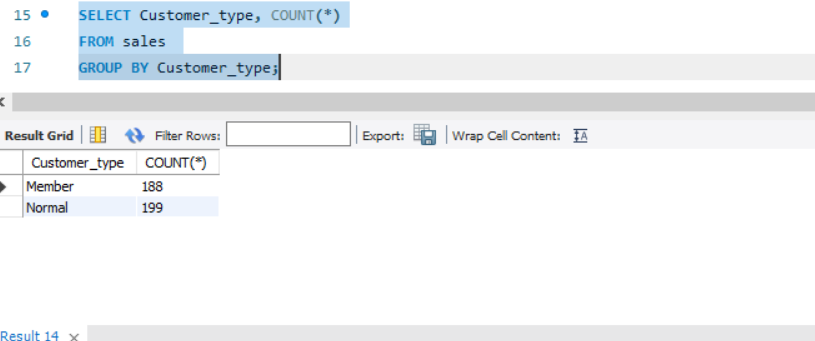 15 SELECT Customer_type, COUNT(*)
16 FROM sales
17 GROUP BY Customer_type;
Result Grid Filter Rows: Export: Wrap Cell Content: IA
Customer_type COUNT(*)
Member 188
Normal 199
Result 14 ×